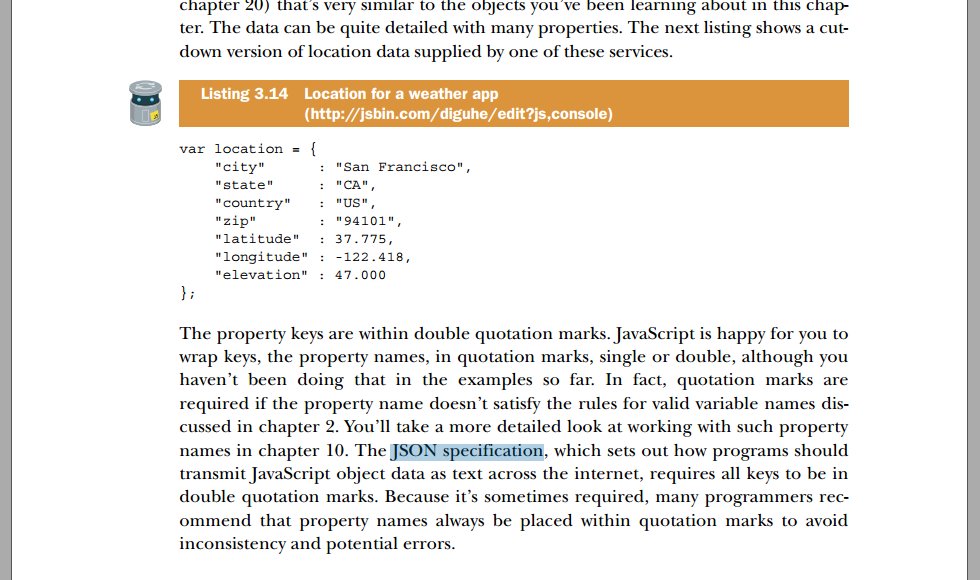 chapter 20) that's very similar to the objects you've been learning about in this chap-
ter. The data can be quite detailed with many properties. The next listing shows a cut-
down version of location data supplied by one of these services.
Listing 3.14 Location for a weather app
(http://jsbin.com/diguhe/edit?js,console)
var location = {
"city" : "San Francisco",
"state" : "CA",
"country" : "US",
"zip" : "94101",
"latitude" : 37.775,
"longitude" : -122.418,
"elevation" : 47.000
};
The property keys are within double quotation marks. JavaScript is happy for you to
wrap keys, the property names, in quotation marks, single or double, although you
haven't been doing that in the examples so far. In fact, quotation marks are
required if the property name doesn't satisfy the rules for valid variable names dis-
cussed in chapter 2. You'll take a more detailed look at working with such property
names in chapter 10. The JSON specification, which sets out how programs should
transmit JavaScript object data as text across the internet, requires all keys to be in
double quotation marks. Because it's sometimes required, many programmers rec-
ommend that property names always be placed within quotation marks to avoid
inconsistency and potential errors.